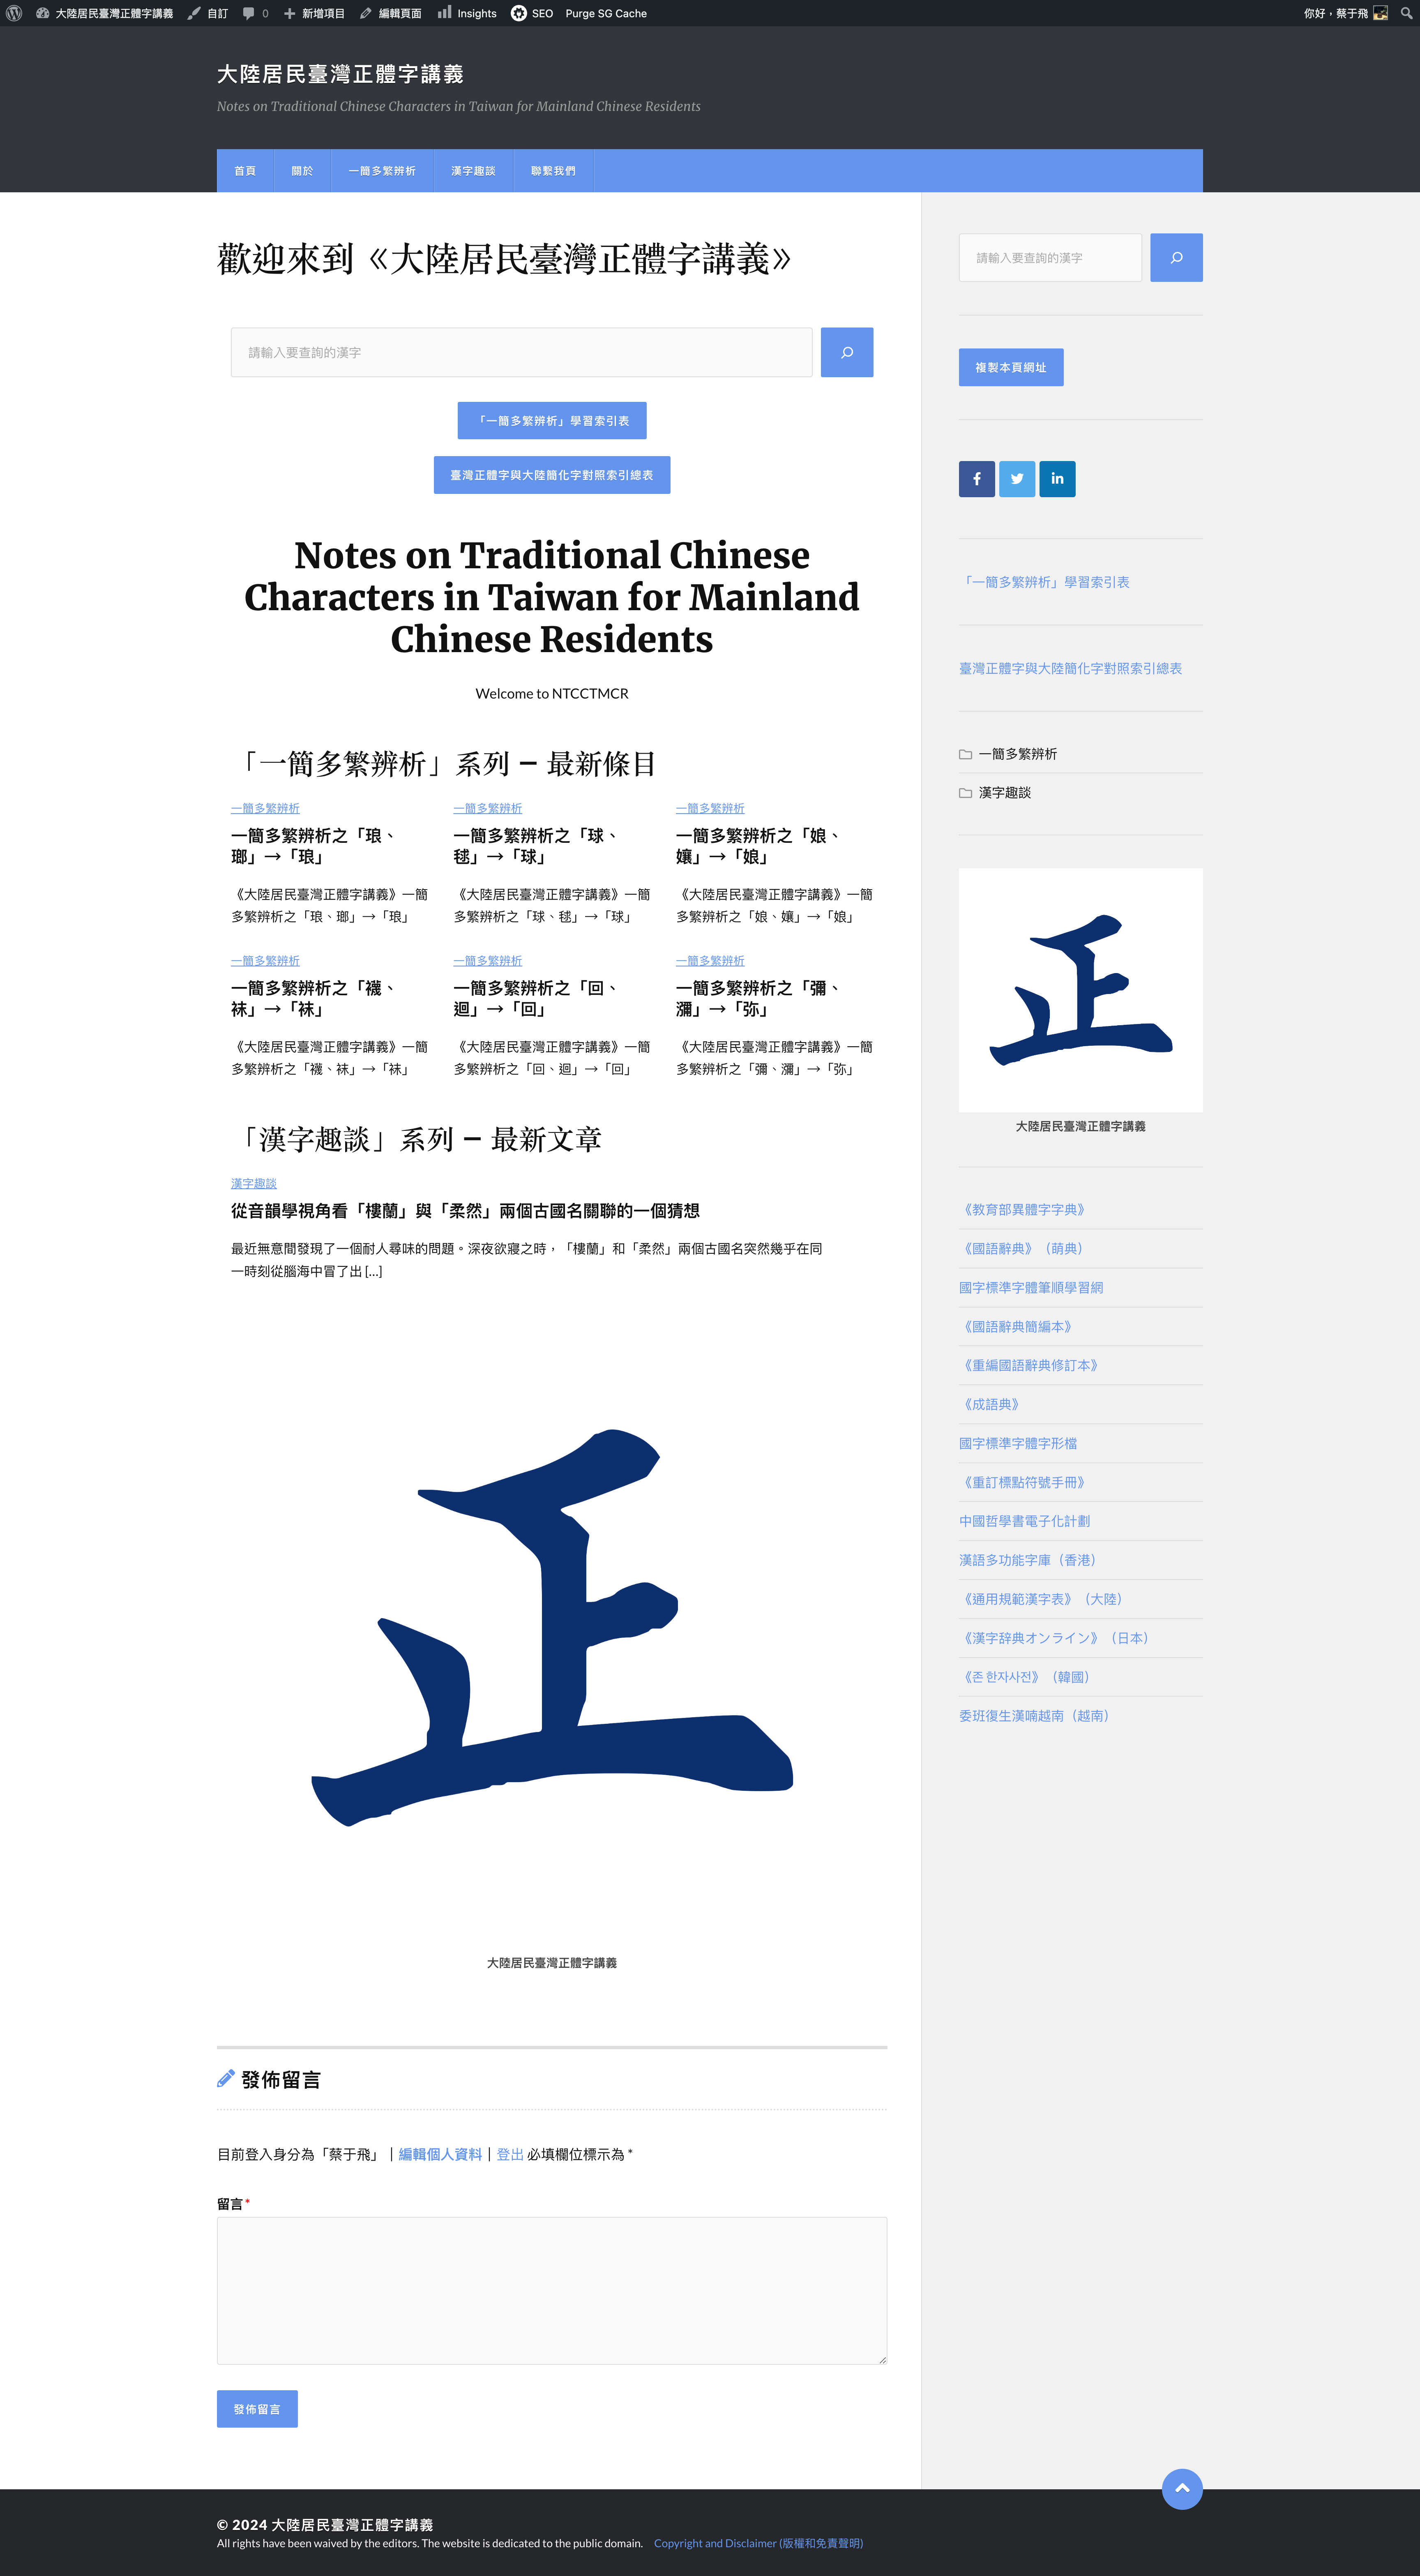 大陸居民臺灣正體字講義 自訂 0 新增項目 編輯頁面 Insights SEO Purge SG Cache 你好，蔡于飛
大陸居民臺灣正體字講義
Notes on Traditional Chinese Characters in Taiwan for Mainland Chinese Residents
首頁 關於 一簡多繁辨析 漢字趣談 聯繫我們
歡迎來到《大陸居民臺灣正體字講義》
請輸入要查詢的漢字
「一簡多繁辨析」學習索引表
臺灣正體字與大陸簡化字對照索引總表
Notes on Traditional Chinese
Characters in Taiwan for Mainland
Chinese Residents
Welcome to NTCCTMCR
「一簡多繁辨析」系列 – 最新條目
一簡多繁辨析
一簡多繁辨析之「琅、
瑯」→「琅」
《大陸居民臺灣正體字講義》一簡
多繁辨析之「琅、瑯」→「琅」
一簡多繁辨析
一簡多繁辨析之「球、
毬」→「球」
《大陸居民臺灣正體字講義》一簡
多繁辨析之「球、毬」→「球」
一簡多繁辨析
一簡多繁辨析之「娘、
孃」→「娘」
《大陸居民臺灣正體字講義》一簡
多繁辨析之「娘、孃」→「娘」
一簡多繁辨析
一簡多繁辨析之「襪、
袜」→「袜」
《大陸居民臺灣正體字講義》一簡
多繁辨析之「襪、袜」→「袜」
一簡多繁辨析
一簡多繁辨析之「回、
迴」→「回」
《大陸居民臺灣正體字講義》一簡
多繁辨析之「回、迴」→「回」
一簡多繁辨析
一簡多繁辨析之「彌、
瀰」→「弥」
《大陸居民臺灣正體字講義》一簡
多繁辨析之「彌、瀰」→「弥」
「漢字趣談」系列 – 最新文章
漢字趣談
從音韻學視角看「樓蘭」與「柔然」兩個古國名關聯的一個猜想
最近無意間發現了一個耐人尋味的問題。深夜欲寢之時，「樓蘭」和「柔然」兩個古國名突然幾乎在同
一時刻從腦海中冒了出 […]
正
大陸居民臺灣正體字講義
發佈留言
目前登入身分為「蔡于飛」｜編輯個人資料｜登出 必填欄位標示為 *
留言 *
發佈留言
請輸入要查詢的漢字
複製本頁網址
「一簡多繁辨析」學習索引表
臺灣正體字與大陸簡化字對照索引總表
一簡多繁辨析
漢字趣談
正
大陸居民臺灣正體字講義
《教育部異體字字典》
《國語辭典》（萌典）
國字標準字體筆順學習網
《國語辭典簡編本》
《重編國語辭典修訂本》
《成語典》
國字標準字體字形檔
《重訂標點符號手冊》
中國哲學書電子化計劃
漢語多功能字庫（香港）
《通用規範漢字表》（大陸）
《漢字辞典オンライン》（日本）
《존 한자사전》（韓國）
委班復生漢喃越南（越南）
© 2024 大陸居民臺灣正體字講義
All rights have been waived by the editors. The website is dedicated to the public domain. Copyright and Disclaimer (版權和免責聲明)